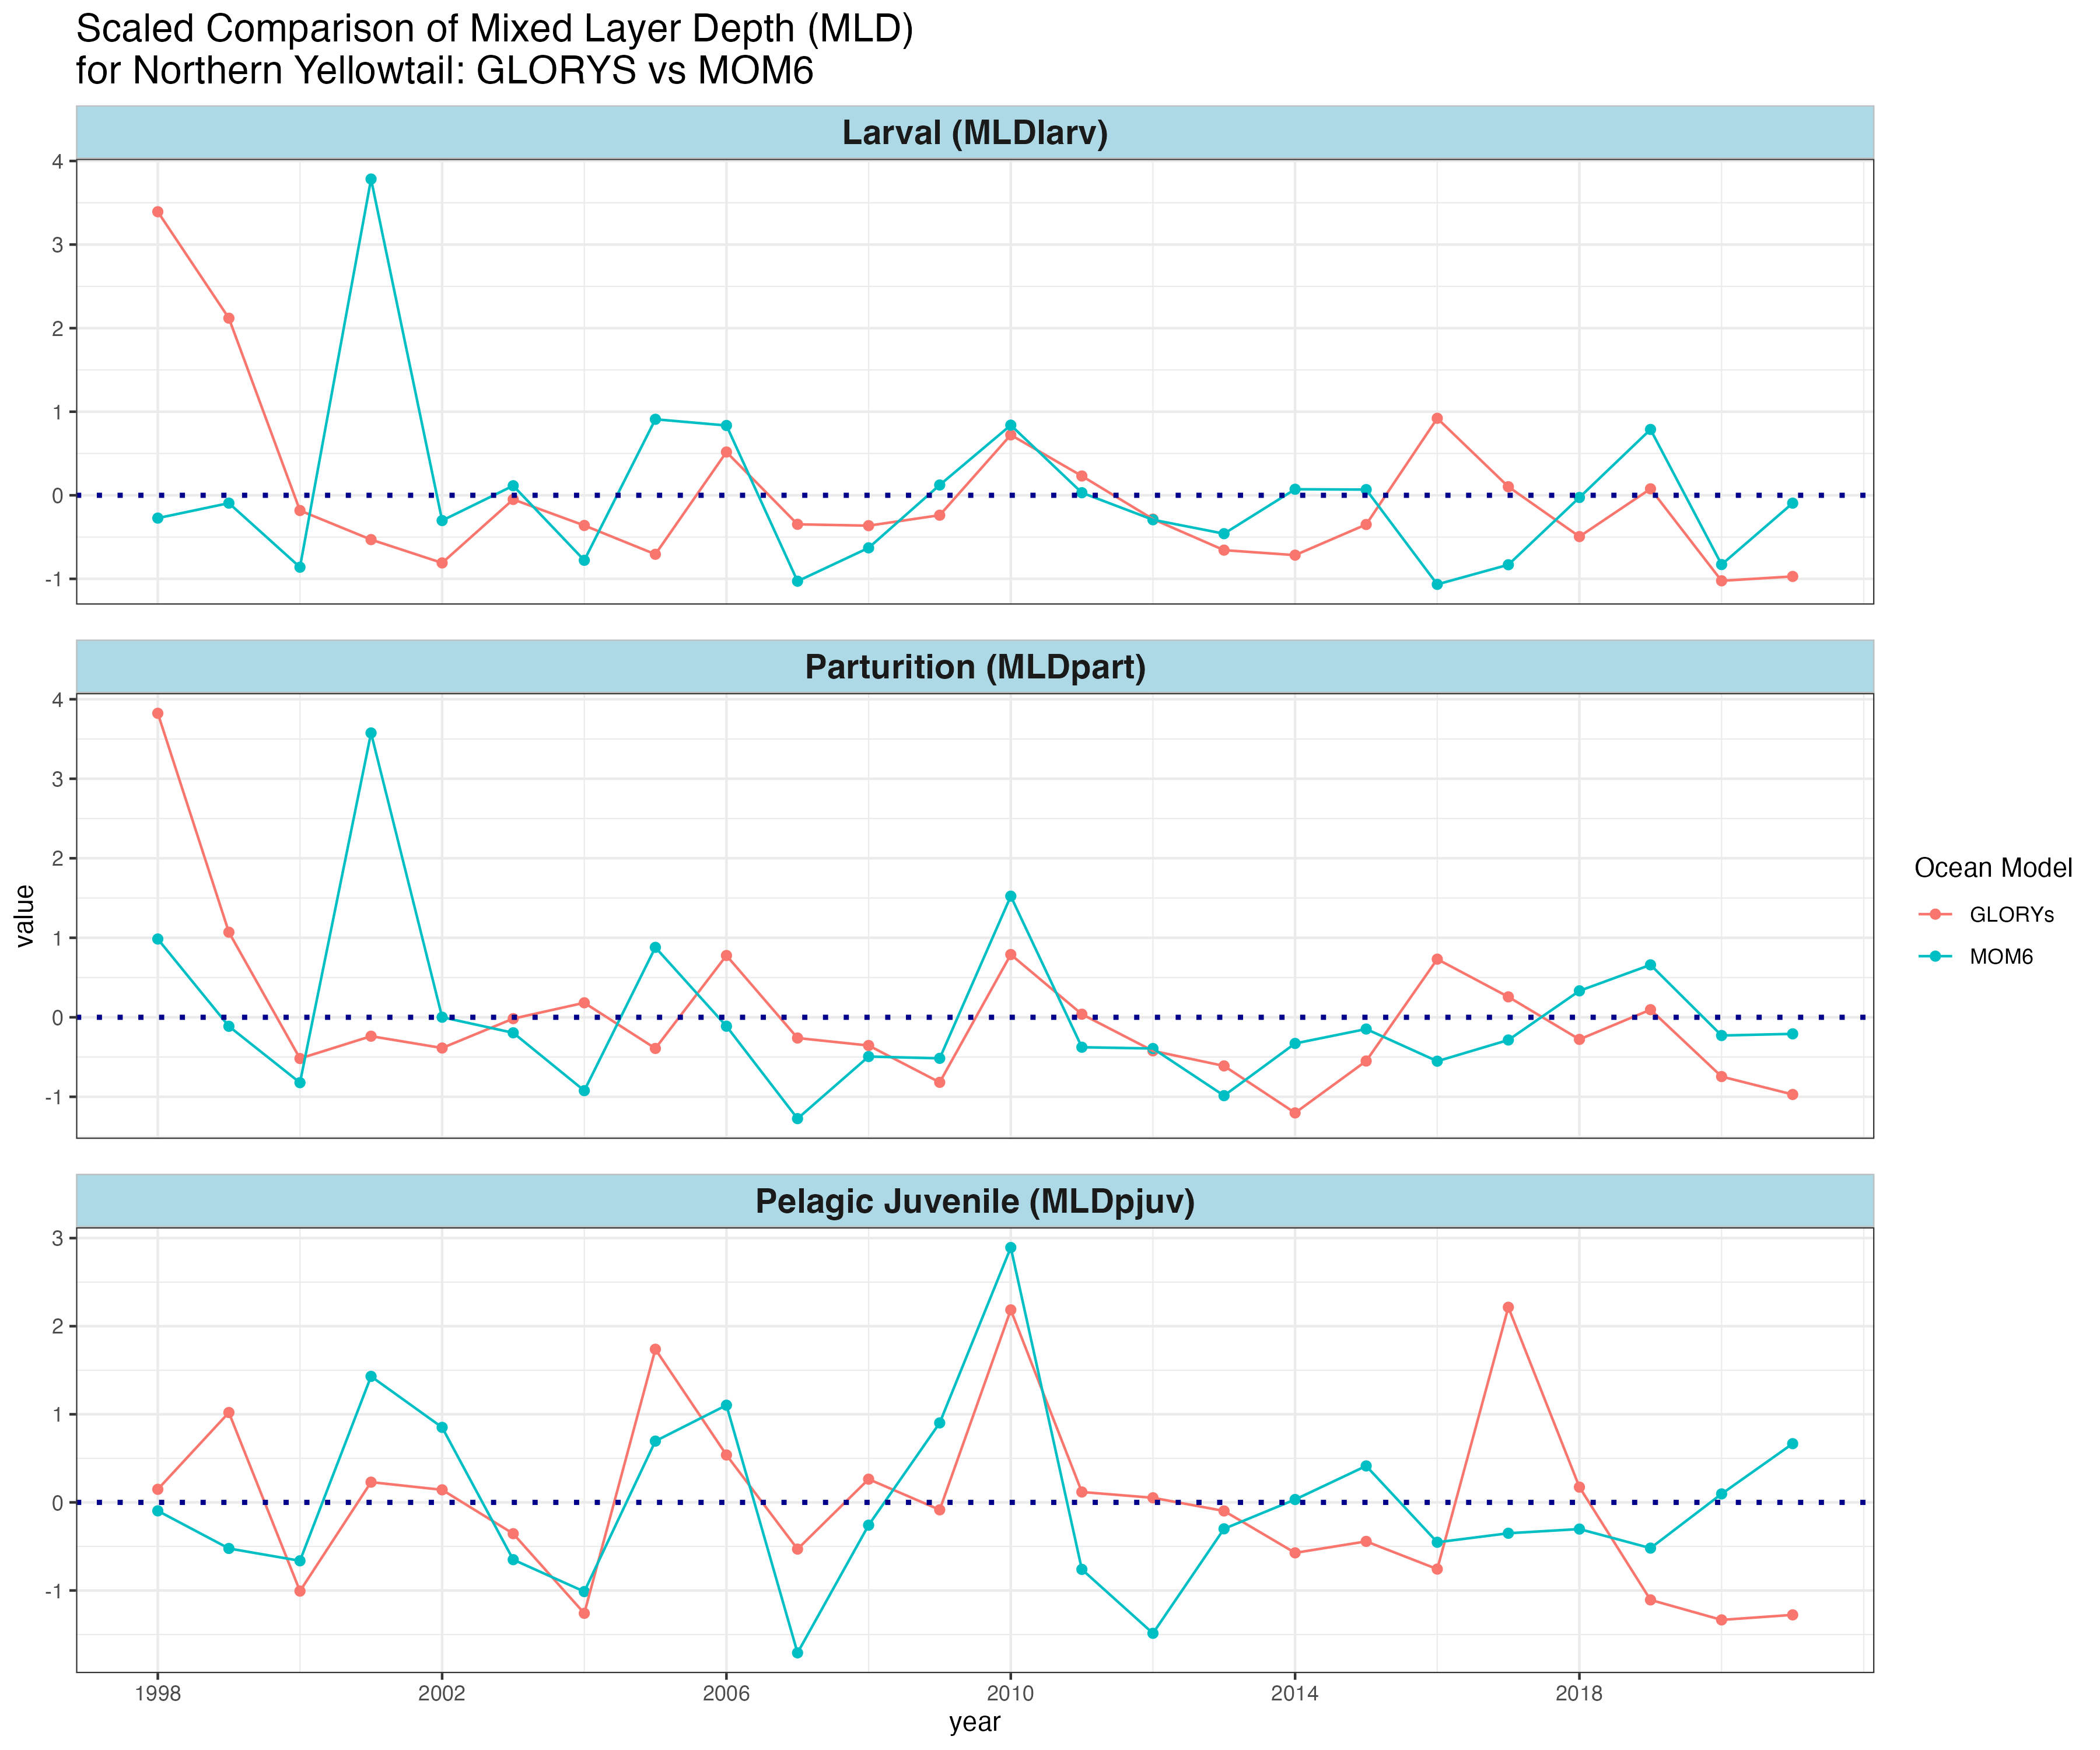 Scaled Comparison of Mixed Layer Depth (MLD)
for Northern Yellowtail: GLORYS vs MOM6
Larval (MLDlarv)
4
3
2
1
0
-1
Parturition (MLDpart)
4
3
2
1
0
-1
Pelagic Juvenile (MLDpjuv)
3
2
1
0
-1
1998
2002
2006
2010
2014
2018
year
value
Ocean Model
GLORYs
MOM6